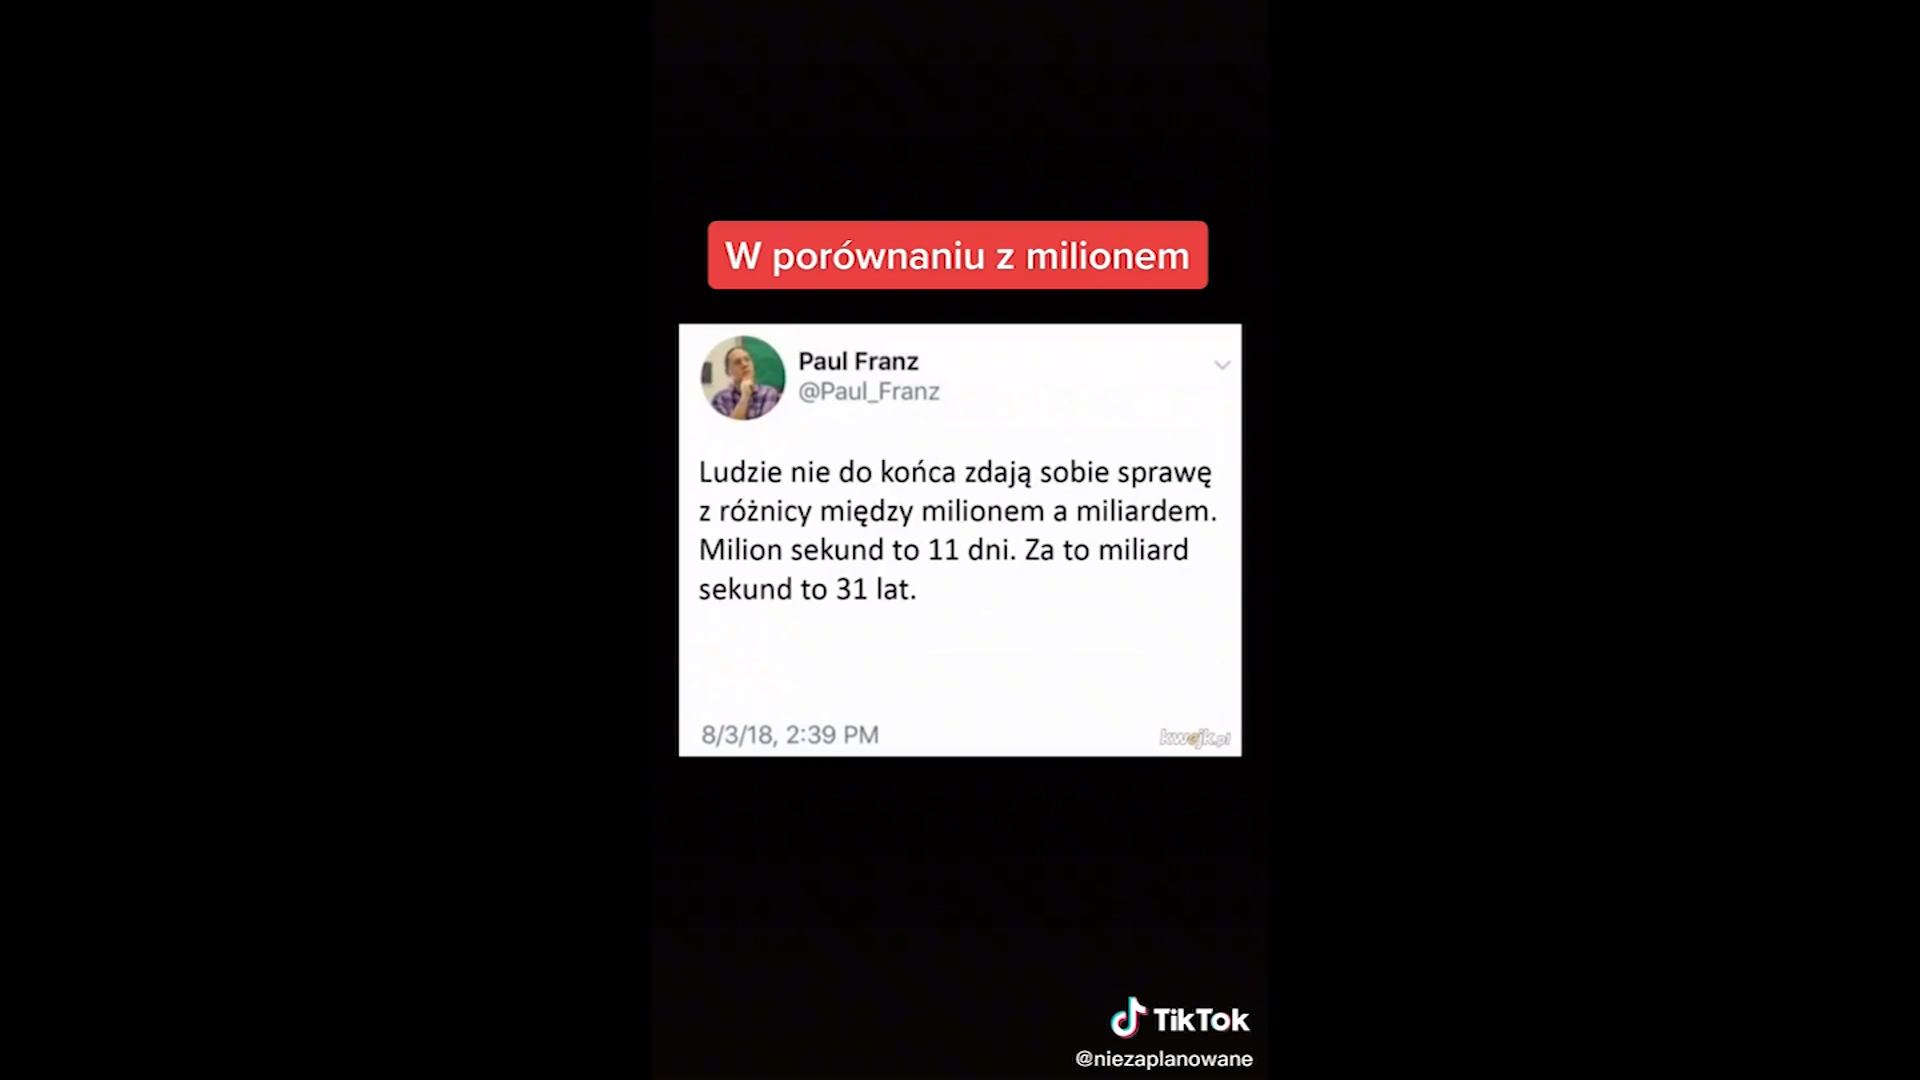 W porównaniu z milionem
Paul Franz
@Paul_Franz
Ludzie nie do końca zdają sobie sprawę
z różnicy między milionem a miliardem.
Milion sekund to 11 dni. Za to miliard
sekund to 31 lat.
8/3/18, 2:39 PM
kwejk.pl
TikTok
@niezaplanowane